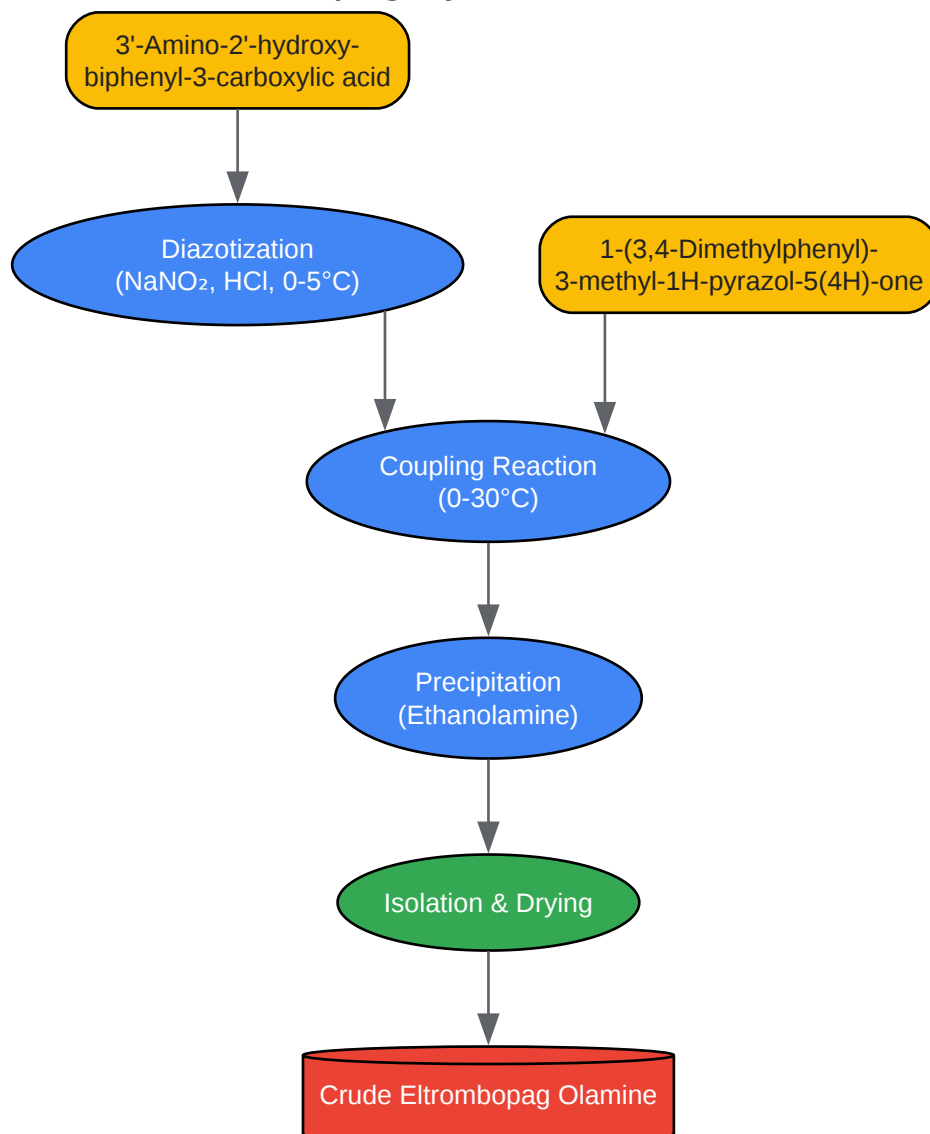 3'-Amino-2'-hydroxy-
biphenyl-3-carboxylic acid
Diazotization
(NaNO₂, HCl, 0-5°C)
1-(3,4-Dimethylphenyl)-
3-methyl-1H-pyrazol-5(4H)-one
Coupling Reaction
(0-30°C)
Precipitation
(Ethanolamine)
Isolation & Drying
Crude Eltrombopag Olamine